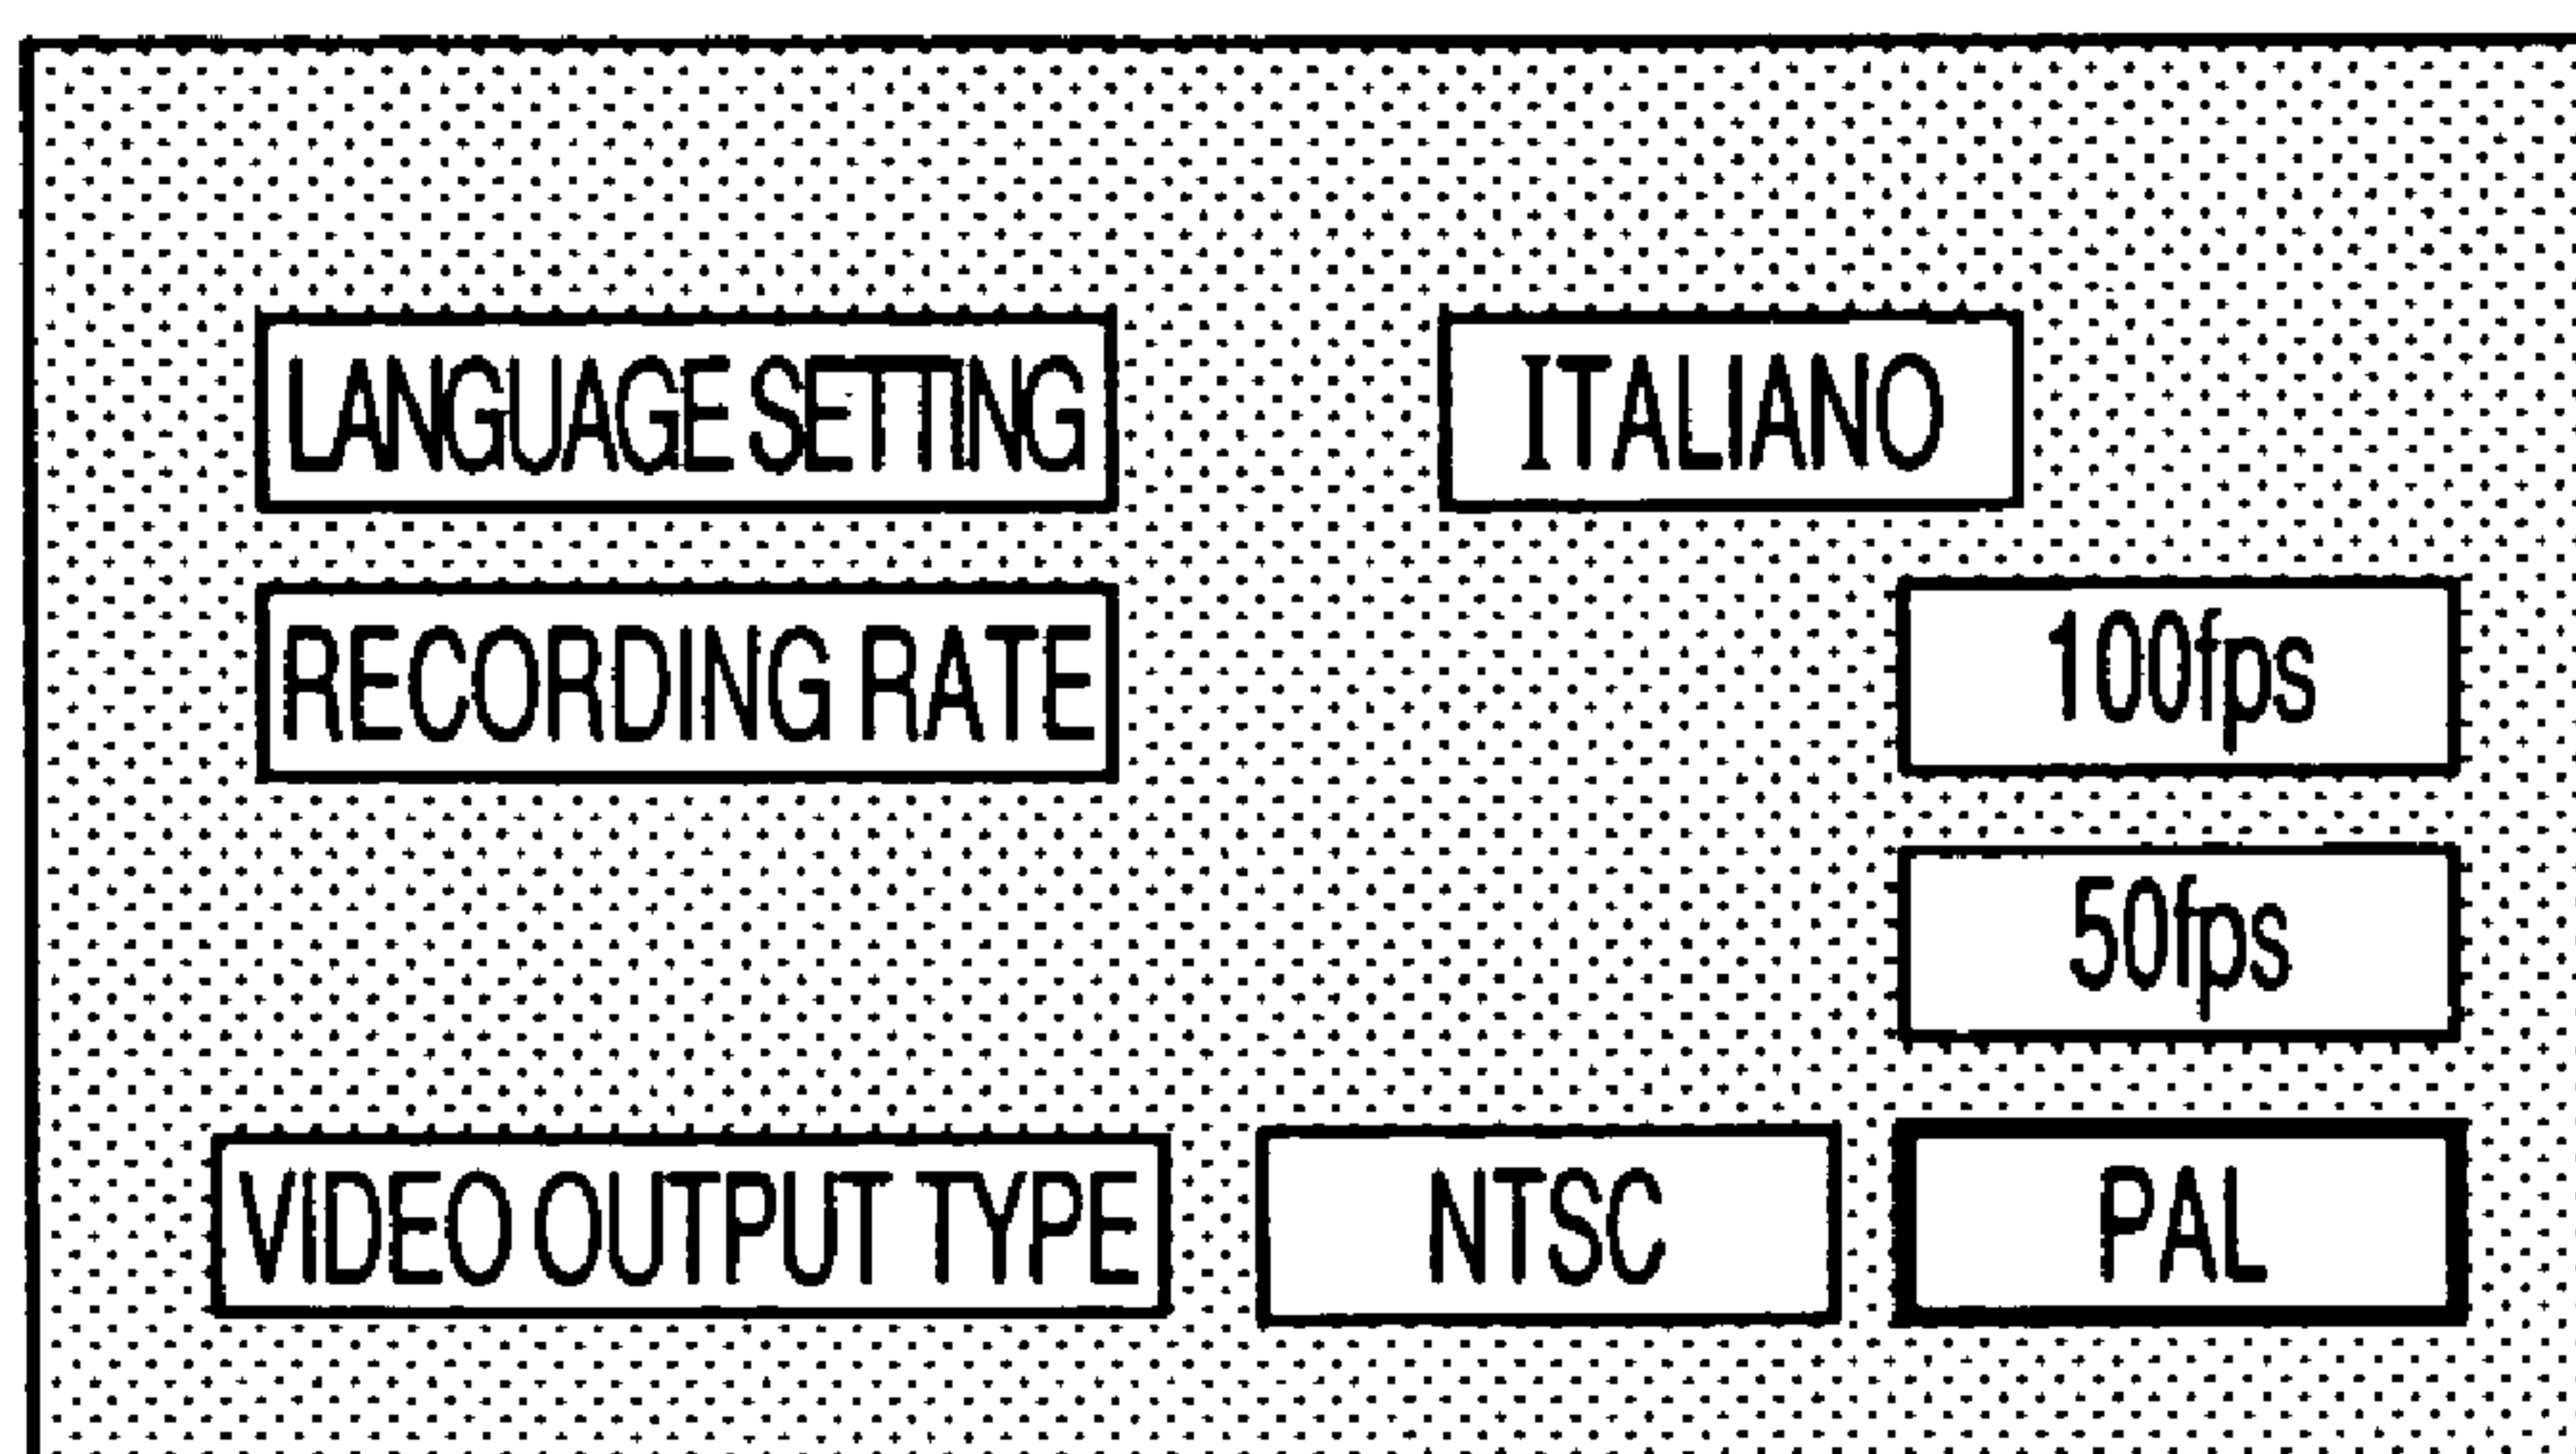 LANGUAGE SETTING ITALIANO
RECORDING RATE 100fps
50fps
VIDEO OUTPUT TYPE NTSC PAL